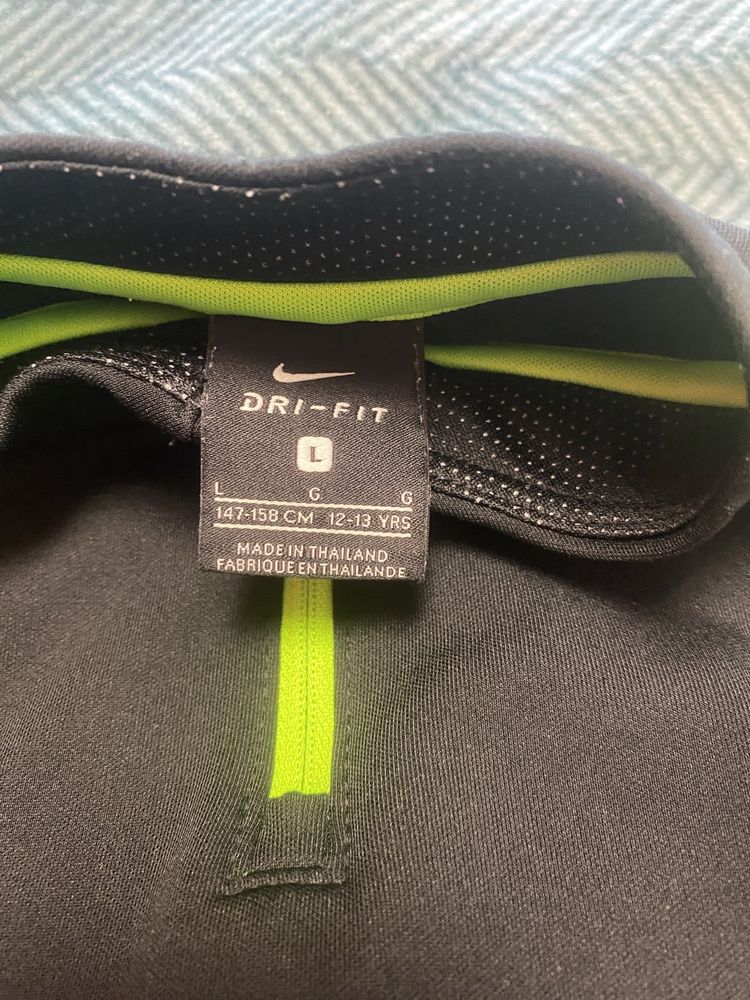 DRI-FIT
L
L G G
147-158 CM 12-13 YRS
MADE IN THAILAND
FABRIQUE EN THAILANDE